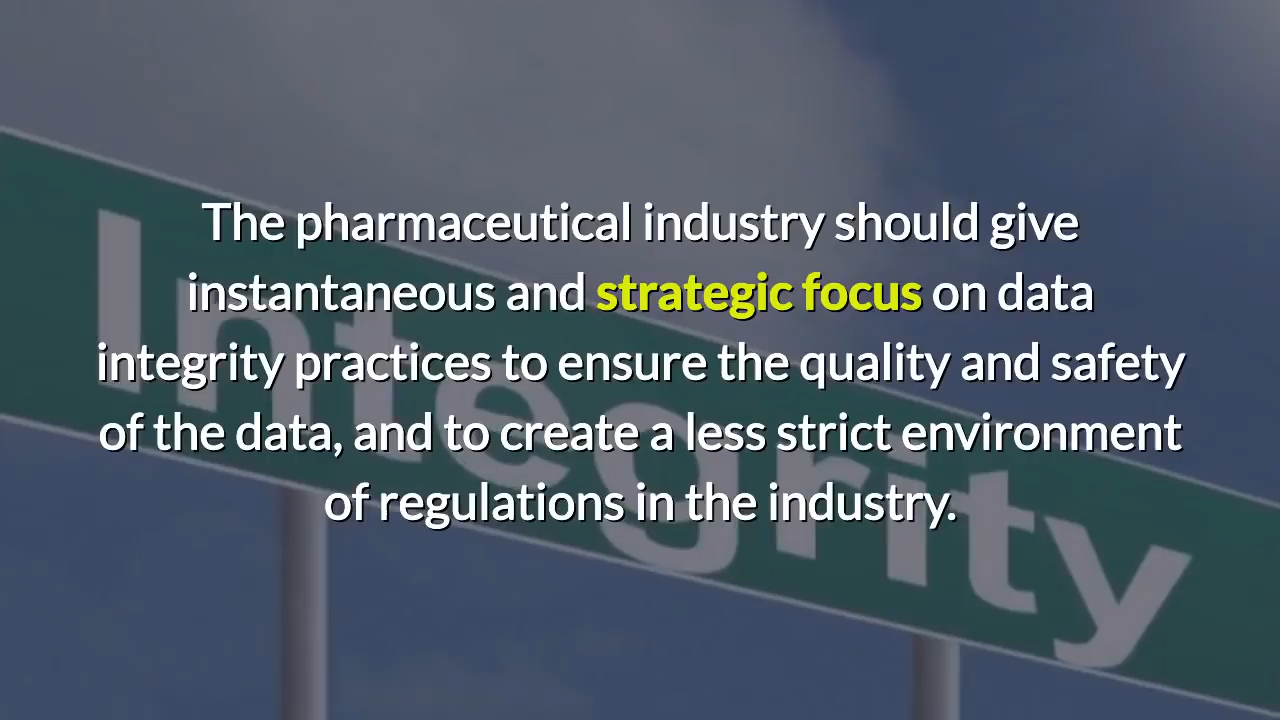 The pharmaceutical industry should give
instantaneous and strategic focus on data
integrity practices to ensure the quality and safety
of the data, and to create a less strict environment
of regulations in the industry.
Integrity